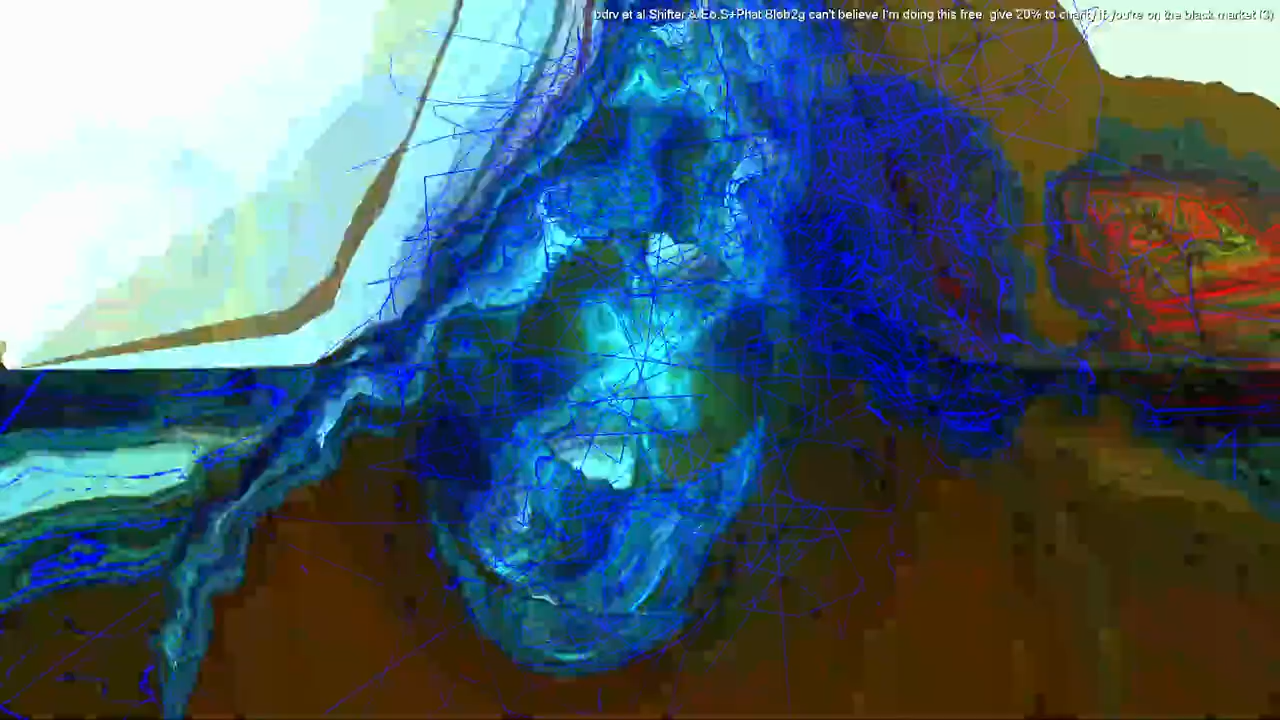 bdrv et al Shifter & Eo.S+Phat Blob2g can't believe I'm doing this free, give 20% to charity if you're on the black market (3)